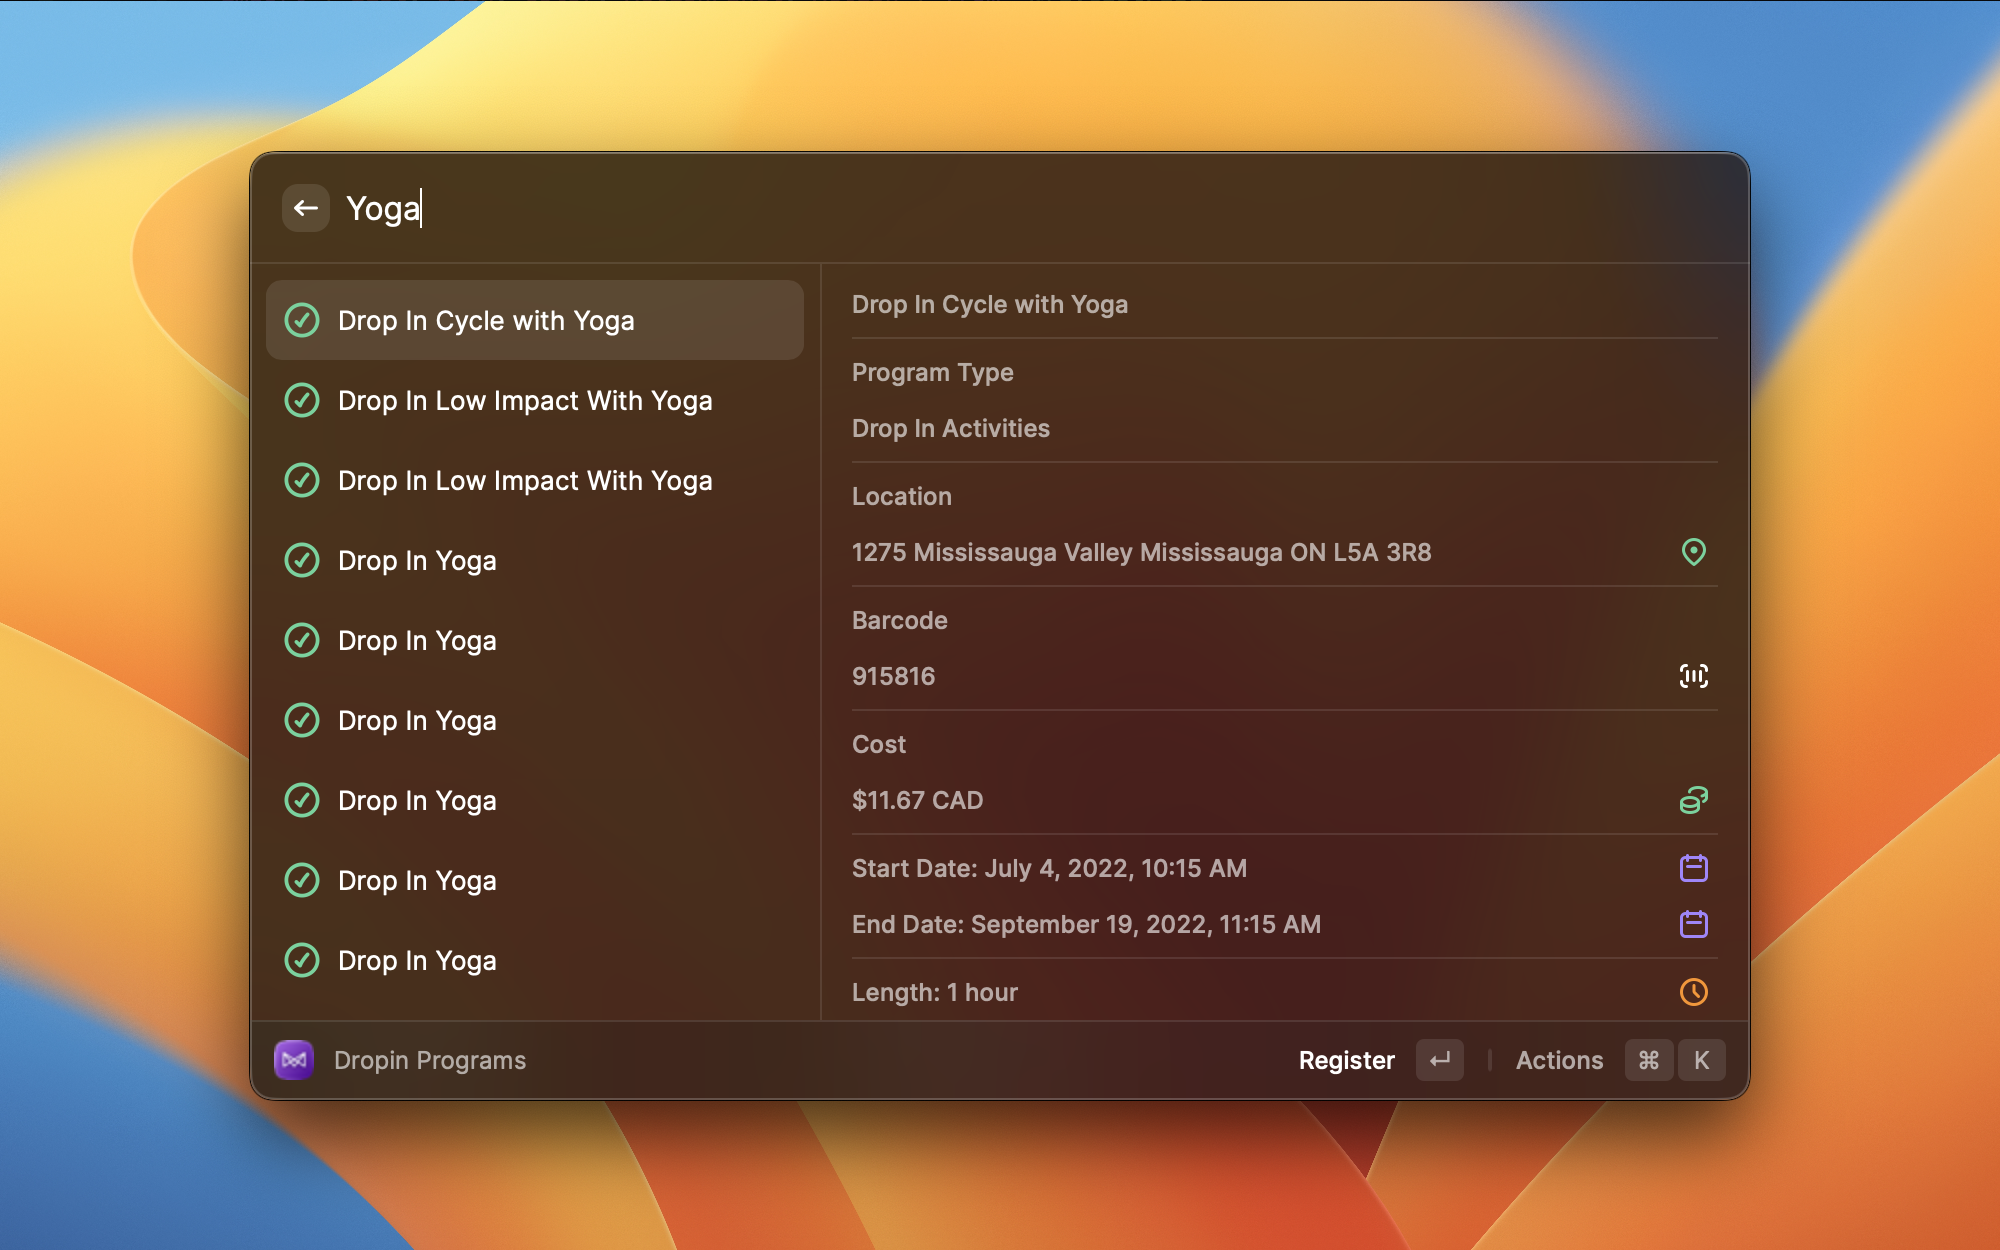 Yoga
Drop In Cycle with Yoga
Drop In Low Impact With Yoga
Drop In Low Impact With Yoga
Drop In Yoga
Drop In Yoga
Drop In Yoga
Drop In Yoga
Drop In Yoga
Drop In Yoga
Drop In Cycle with Yoga
Program Type
Drop In Activities
Location
1275 Mississauga Valley Mississauga ON L5A 3R8
Barcode
915816
Cost
$11.67 CAD
Start Date: July 4, 2022, 10:15 AM
End Date: September 19, 2022, 11:15 AM
Length: 1 hour
Dropin Programs
Register
Actions ⌘ K